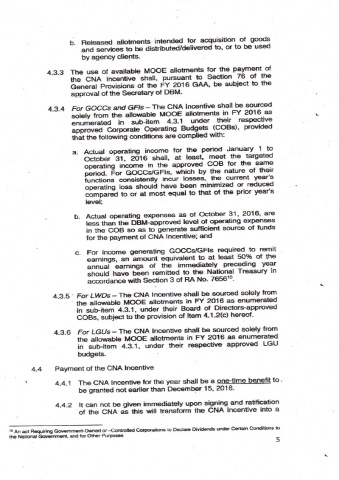 b. Released allotments intended for acquisition of goods
and services to be distributed/delivered to, or to be used
by agency clients.
4.3.3 The use of available MOOE allotments for the payment of
the CNA Incentive shall, pursuant to Section 76 of the
General Provisions of the FY 2016 GAA, be subject to the
approval of the Secretary of DBM.
4.3.4 For GOCCs and GFIs – The CNA Incentive shall be sourced
solely from the allowable MOOE allotments in FY 2016 as
enumerated in sub-item 4.3.1 under their respective
approved Corporate Operating Budgets (COBs), provided
that the following conditions are complied with:
a. Actual operating income for the period January 1 to
October 31, 2016 shall, at least, meet the targeted
operating income in the approved COB for the same
period. For GOCCs/GFIs, which by the nature of their
functions consistently incur losses, the current year's
operating loss should have been minimized or reduced
compared to or at most equal to that of the prior year's
level;
b. Actual operating expenses as of October 31, 2016, are
less than the DBM-approved level of operating expenses
in the COB so as to generate sufficient source of funds
for the payment of CNA Incentive; and
c. For income generating GOCCs/GFIs required to remit
earnings, an amount equivalent to at least 50% of the
annual earnings of the immediately preceding year
should have been remitted to the National Treasury in
accordance with Section 3 of RA No. 7656¹⁰.
4.3.5 For LWDs – The CNA Incentive shall be sourced solely from
the allowable MOOE allotments in FY 2016 as enumerated
in sub-item 4.3.1, under their Board of Directors-approved
COBs, subject to the provision of item 4.1.2(c) hereof.
4.3.6 For LGUs – The CNA Incentive shall be sourced solely from
the allowable MOOE allotments in FY 2016 as enumerated
in sub-item 4.3.1, under their respective approved LGU
budgets.
4.4 Payment of the CNA Incentive
4.4.1 The CNA Incentive for the year shall be a one-time benefit to
be granted not earlier than December 15, 2016.
4.4.2 It can not be given immediately upon signing and ratification
of the CNA as this will transform the CNA Incentive into a
¹⁰ An act Requiring Government-Owned or -Controlled Corporations to Declare Dividends under Certain Conditions to
the National Government, and for Other Purposes
5